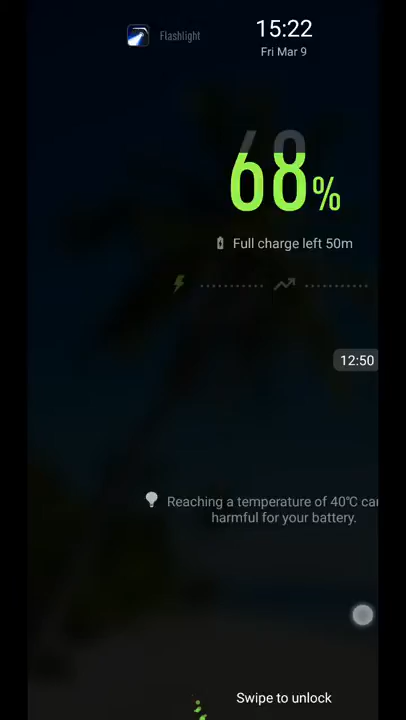 Flashlight
15:22
Fri Mar 9
68%
Full charge left 50m
12:50
Reaching a temperature of 40℃ ca
harmful for your battery.
Swipe to unlock